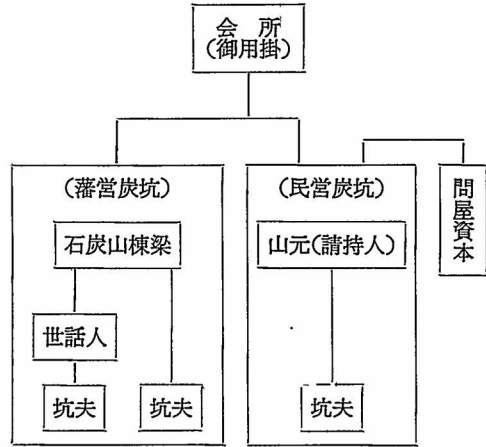 会所
(御用掛)
(藩営炭坑)
石炭山棟梁
世話人
坑夫
坑夫
(民営炭坑)
山元(請持人)
坑夫
問屋資本